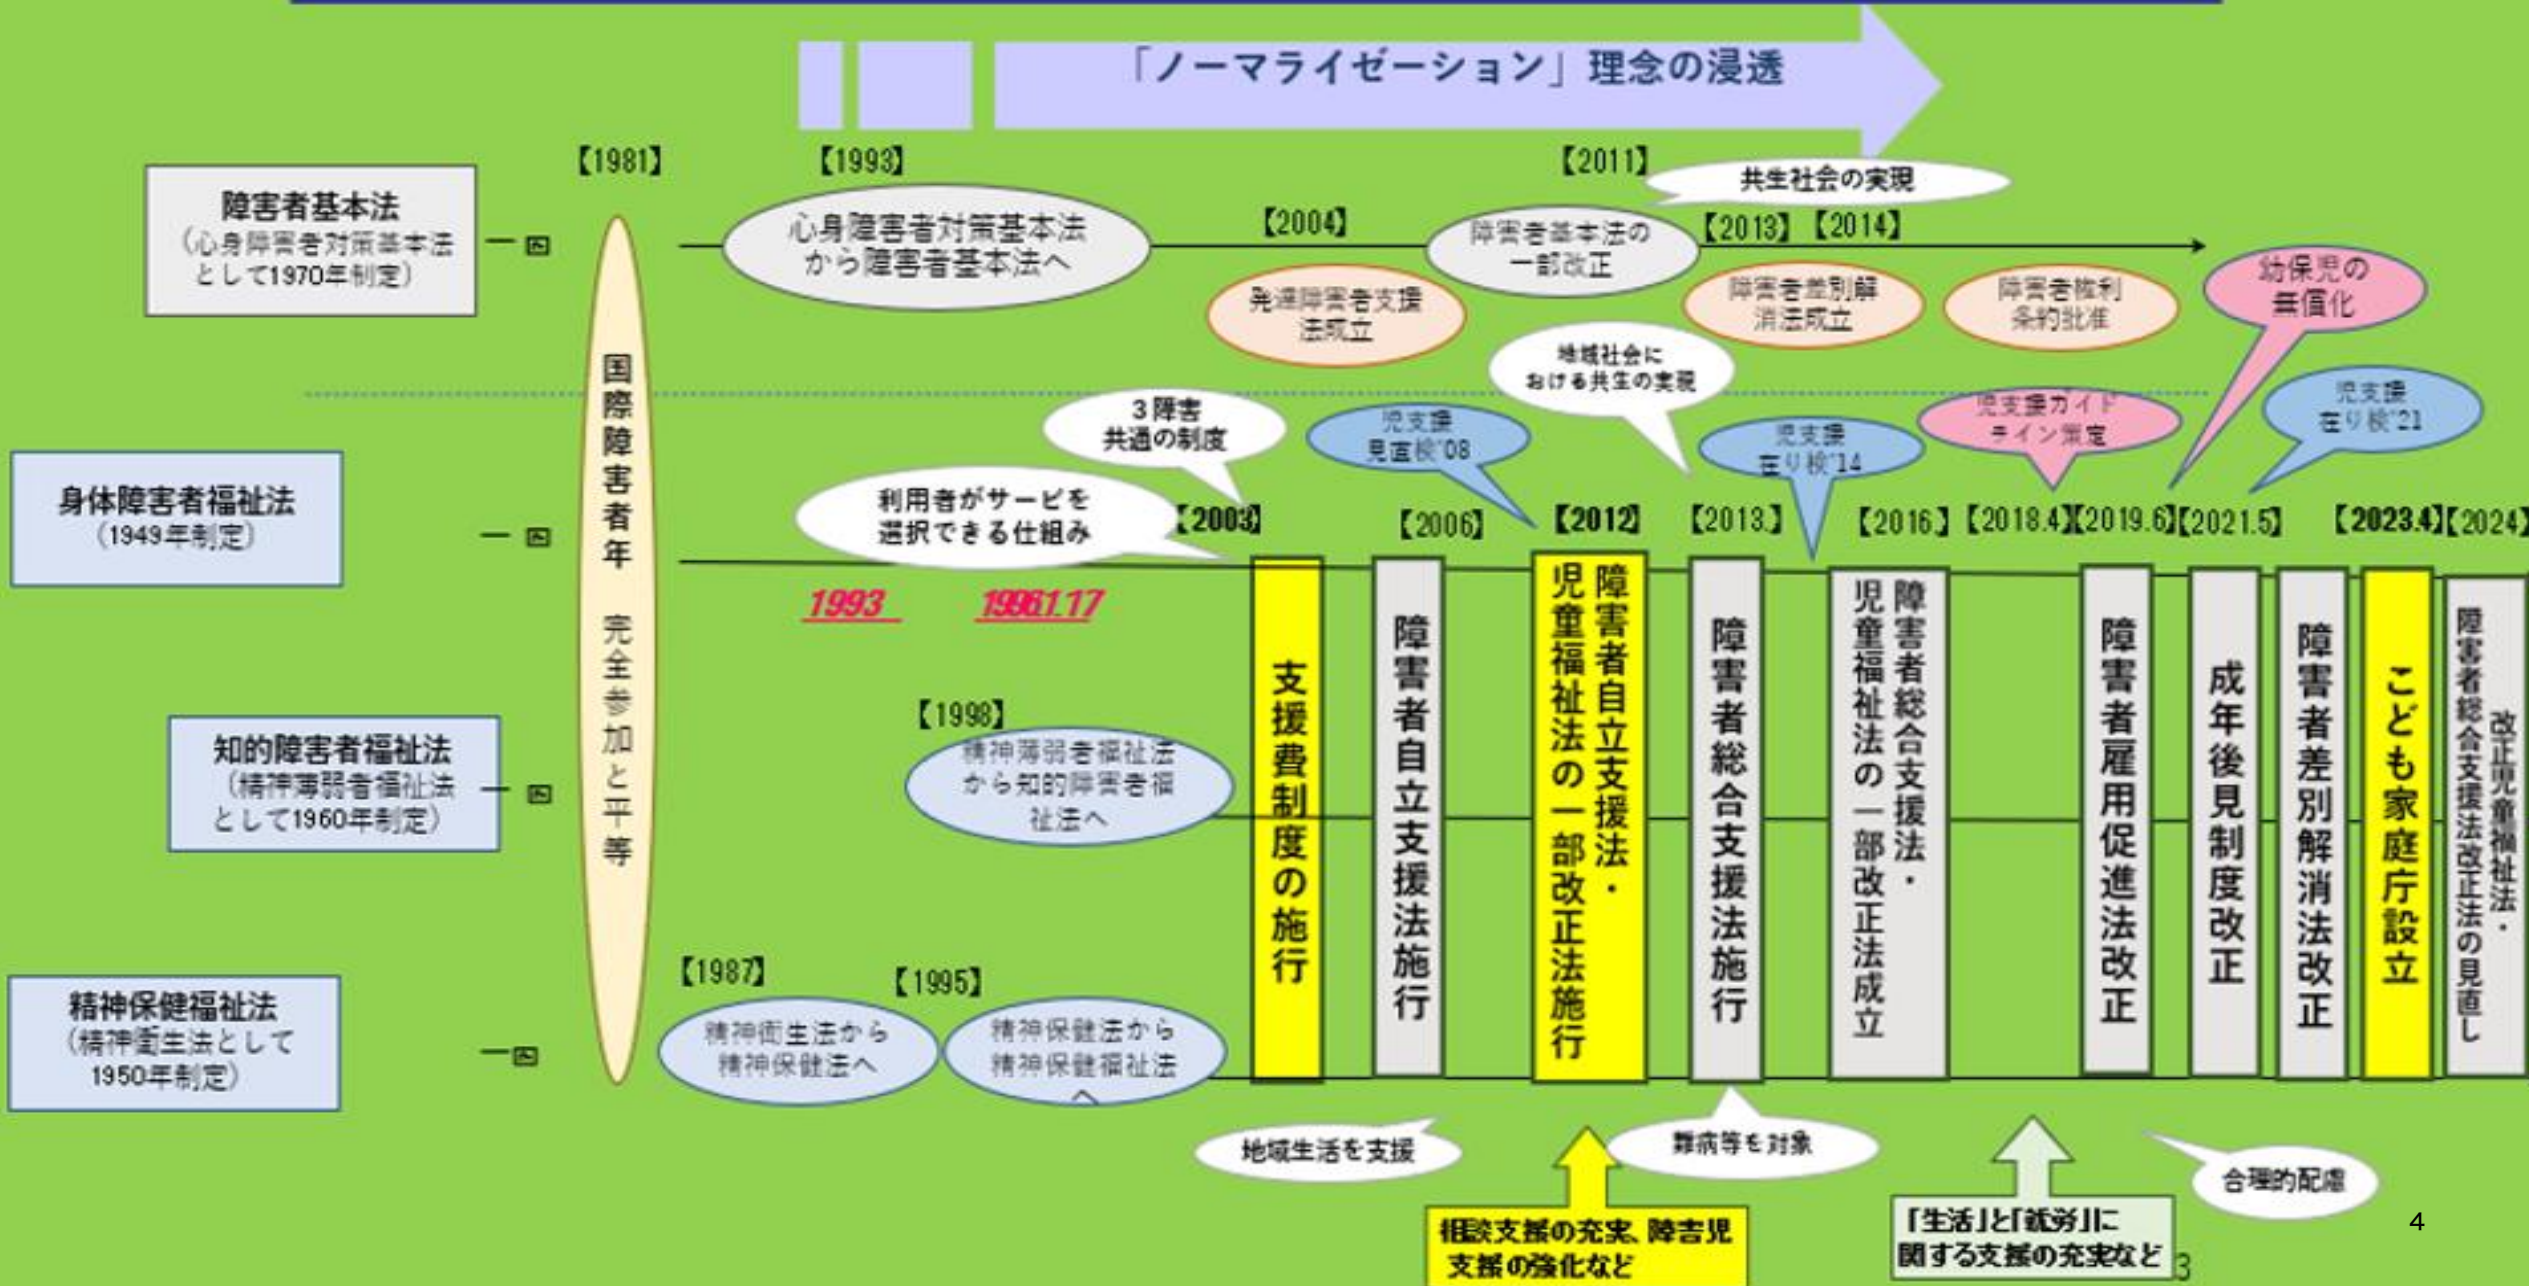 「ノーマライゼーション」理念の浸透
【1981】
【1993】
【2011】
共生社会の実現
障害者基本法
（心身障害者対策基本法
として1970年制定）
心身障害者対策基本法
から障害者基本法へ
【2004】
障害者基本法の
一部改正
【2013】
【2014】
発達障害者支援
法成立
障害者差別解
消法成立
障害者権利
条約批准
幼保児の
無償化
国際障害者年　完全参加と平等
地域社会に
おける共生の実現
3障害
共通の制度
児支援
見直検'08
児支援
在り検'14
児支援ガイド
ライン策定
児支援
在り検'21
身体障害者福祉法
（1949年制定）
利用者がサービを
選択できる仕組み
【2003】
【2006】
【2012】
【2013.】
【2016.】
【2018.4】
【2019.6】
【2021.5】
【2023.4】
【2024】
1993
支援費制度の施行
障害者自立支援法施行
障害者自立支援法・
児童福祉法の一部改正法施行
障害者総合支援法施行
障害者総合支援法・
児童福祉法の一部改正法成立
障害者雇用促進法改正
成年後見制度改正
障害者差別解消法改正
こども家庭庁設立
改正児童福祉法・
障害者総合支援法改正法の見直し
知的障害者福祉法
（精神薄弱者福祉法
として1960年制定）
【1998】
精神薄弱者福祉法
から知的障害者福
祉法へ
精神保健福祉法
（精神衛生法として
1950年制定）
【1987】
精神衛生法から
精神保健法へ
【1995】
精神保健法から
精神保健福祉法
へ
地域生活を支援
難病等を対象
合理的配慮
相談支援の充実、障害児
支援の強化など
「生活」と「就労」に
関する支援の充実など
3
4